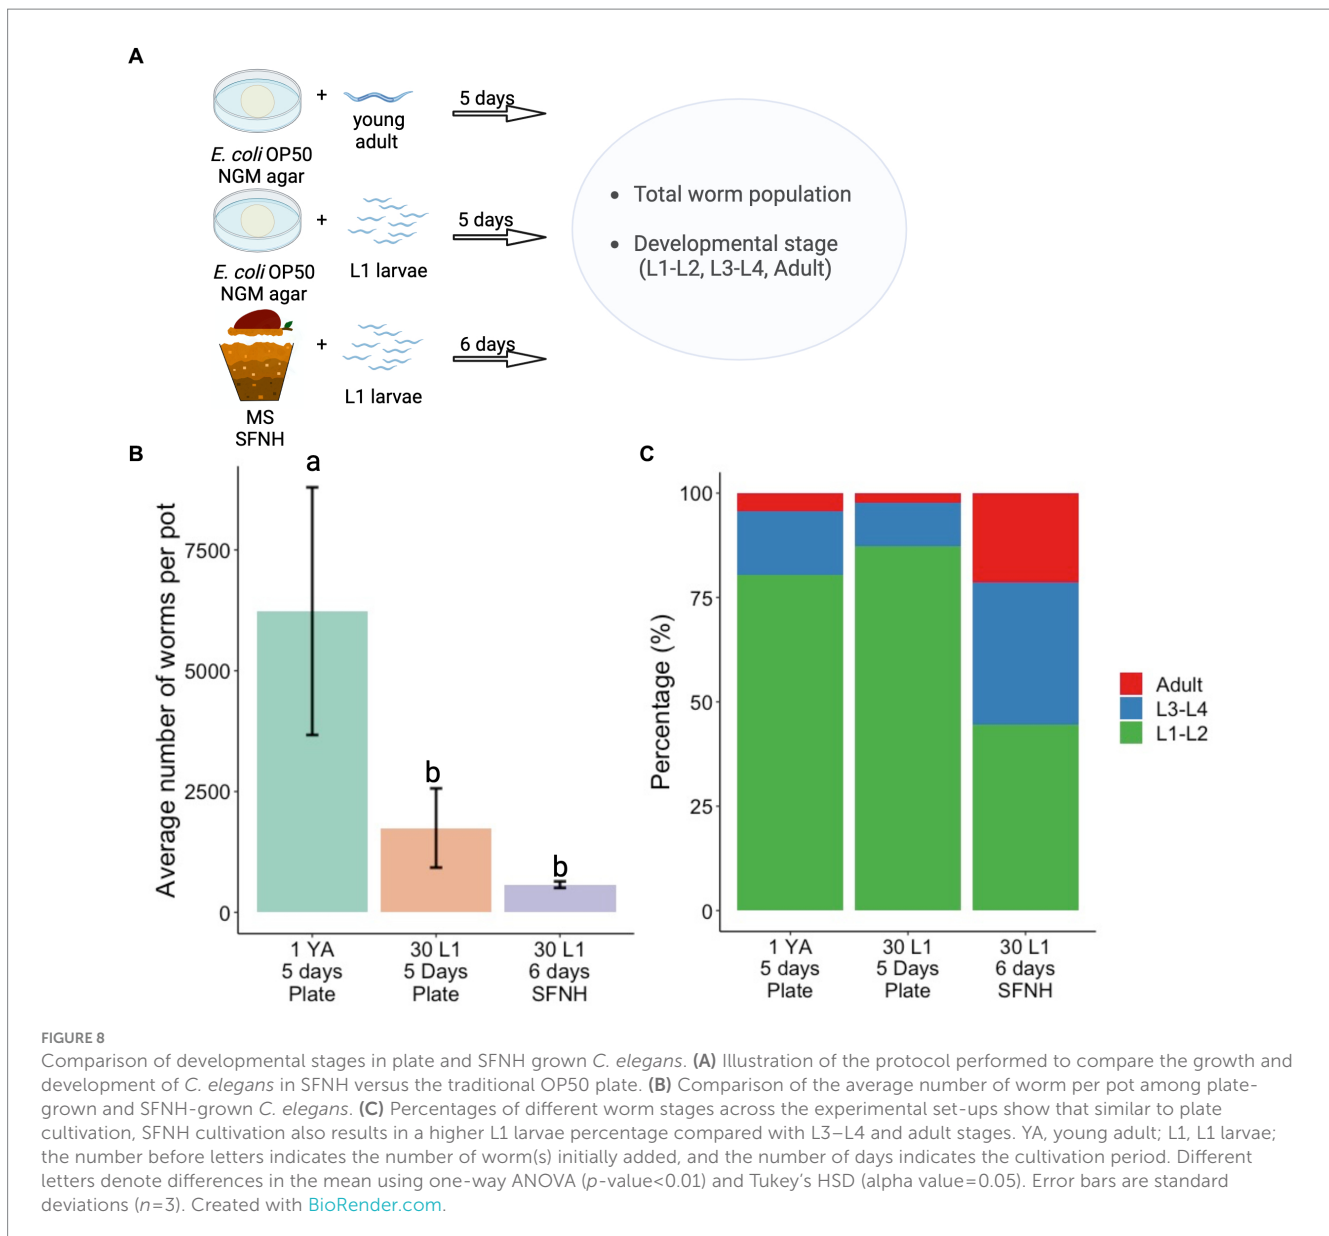 A
+
young
adult
5 days
E. coli OP50
NGM agar
+
L1 larvae
5 days
E. coli OP50
NGM agar
+
L1 larvae
6 days
MS
SFNH
• Total worm population
• Developmental stage
(L1-L2, L3-L4, Adult)
B
Average number of worms per pot
7500
5000
2500
0
a
b
b
1 YA
5 days
Plate
30 L1
5 Days
Plate
30 L1
6 days
SFNH
C
Percentage (%)
100
75
50
25
0
1 YA
5 days
Plate
30 L1
5 Days
Plate
30 L1
6 days
SFNH
Adult
L3-L4
L1-L2
FIGURE 8
Comparison of developmental stages in plate and SFNH grown C. elegans. (A) Illustration of the protocol performed to compare the growth and
development of C. elegans in SFNH versus the traditional OP50 plate. (B) Comparison of the average number of worm per pot among plate-
grown and SFNH-grown C. elegans. (C) Percentages of different worm stages across the experimental set-ups show that similar to plate
cultivation, SFNH cultivation also results in a higher L1 larvae percentage compared with L3–L4 and adult stages. YA, young adult; L1, L1 larvae;
the number before letters indicates the number of worm(s) initially added, and the number of days indicates the cultivation period. Different
letters denote differences in the mean using one-way ANOVA (p-value<0.01) and Tukey's HSD (alpha value=0.05). Error bars are standard
deviations (n=3). Created with BioRender.com.